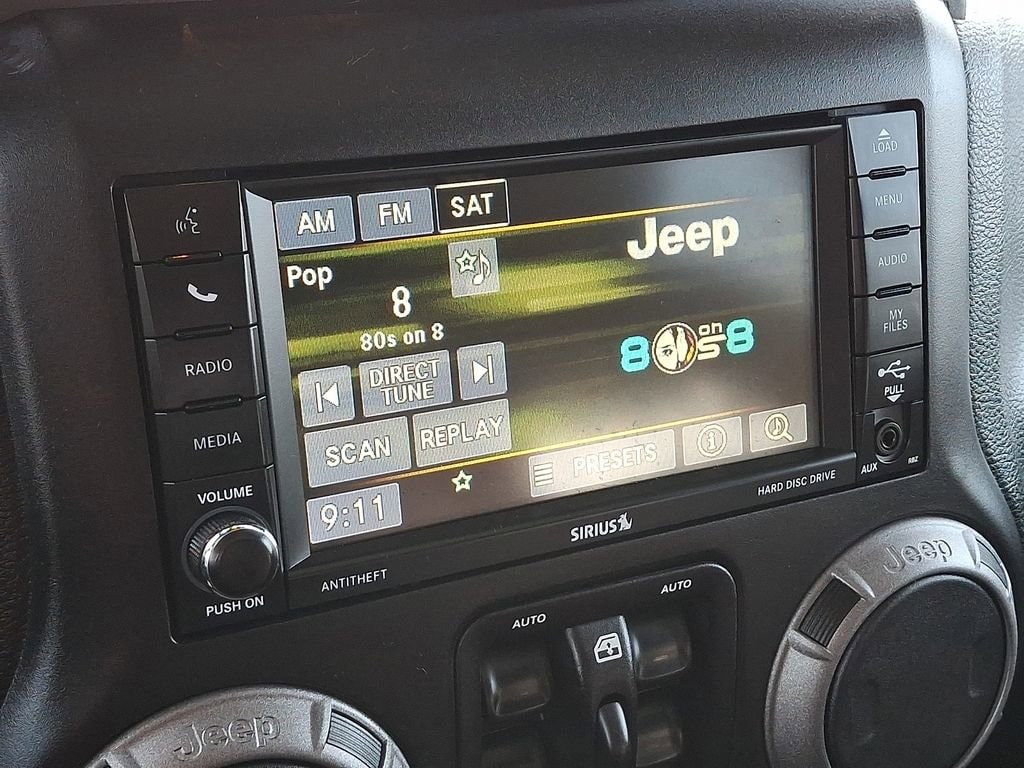 AM
FM
SAT
Jeep
Pop
8
80s on 8
8 on 8
DIRECT
TUNE
SCAN
REPLAY
PRESETS
9:11
RADIO
MEDIA
VOLUME
PUSH ON
ANTITHEFT
SIRIUS
HARD DISC DRIVE
LOAD
MENU
AUDIO
MY
FILES
PULL
AUX
RBZ
AUTO
AUTO
Jeep
Jeep